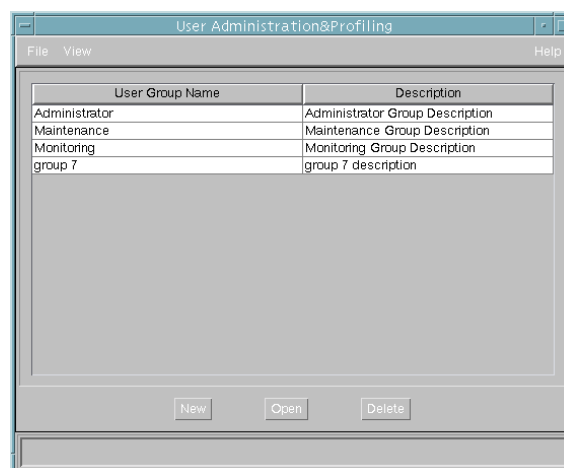 User Administration&Profiling
File View Help
User Group Name Description
Administrator Administrator Group Description
Maintenance Maintenance Group Description
Monitoring Monitoring Group Description
group 7 group 7 description
New Open Delete